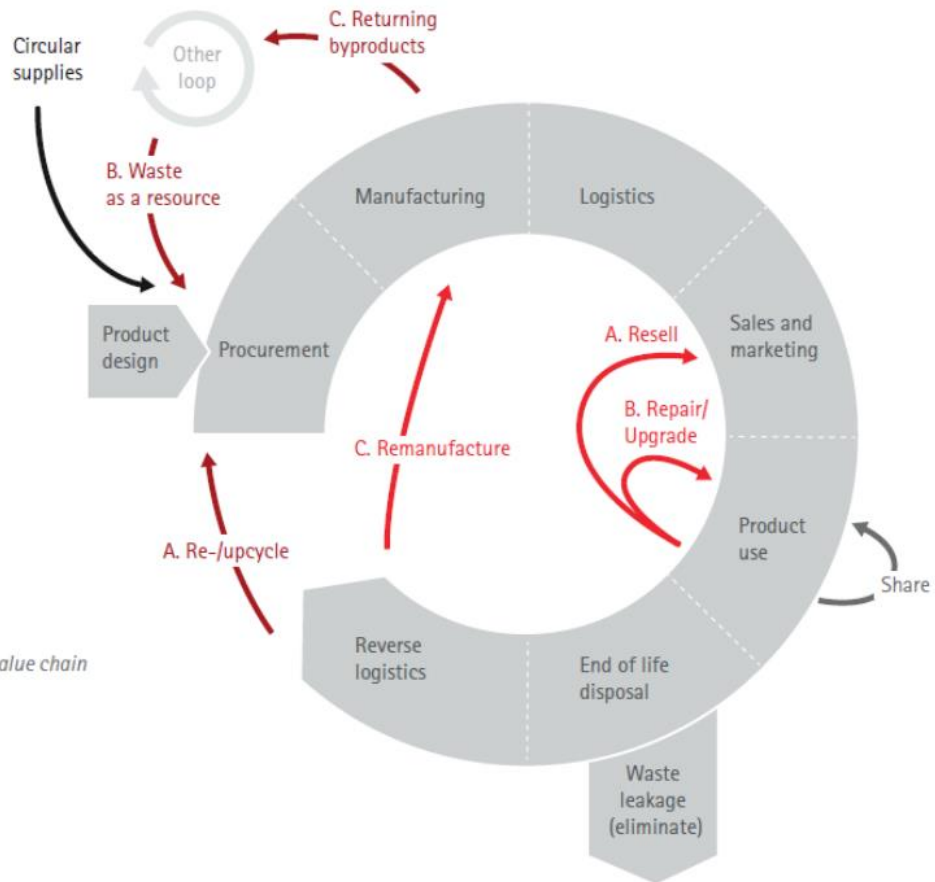 C. Returning
byproducts
Circular
supplies
Other
loop
B. Waste
as a resource
Manufacturing
Logistics
Product
design
Procurement
A. Resell
Sales and
marketing
B. Repair/
Upgrade
C. Remanufacture
Product
use
A. Re-/upcycle
Share
Reverse
logistics
End of life
disposal
alue chain
Waste
leakage
(eliminate)